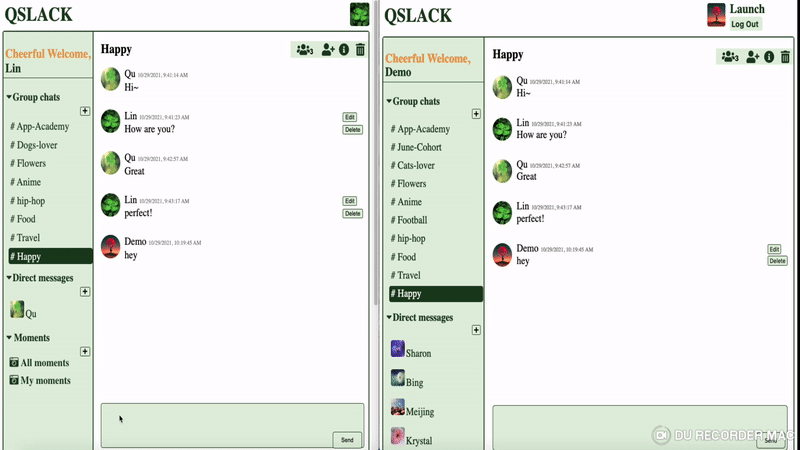 QSLACK
Cheerful Welcome,
Lin
Group chats
+
# App-Academy
# Dogs-lover
# Flowers
# Anime
# hip-hop
# Food
# Travel
# Happy
Direct messages
+
Qu
Moments
+
All moments
My moments
Happy
3
Qu 10/29/2021, 9:41:14 AM
Hi~
Lin 10/29/2021, 9:41:23 AM
How are you?
Edit
Delete
Qu 10/29/2021, 9:42:57 AM
Great
Lin 10/29/2021, 9:43:17 AM
perfect!
Edit
Delete
Demo 10/29/2021, 10:19:45 AM
hey
Send
QSLACK
Launch
Log Out
Cheerful Welcome,
Demo
Group chats
+
# App-Academy
# June-Cohort
# Cats-lover
# Flowers
# Anime
# Football
# hip-hop
# Food
# Travel
# Happy
Direct messages
+
Sharon
Bing
Meijing
Krystal
Happy
3
Qu 10/29/2021, 9:41:14 AM
Hi~
Lin 10/29/2021, 9:41:23 AM
How are you?
Qu 10/29/2021, 9:42:57 AM
Great
Lin 10/29/2021, 9:43:17 AM
perfect!
Demo 10/29/2021, 10:19:45 AM
hey
Edit
Delete
Send
DU RECORDER MAC